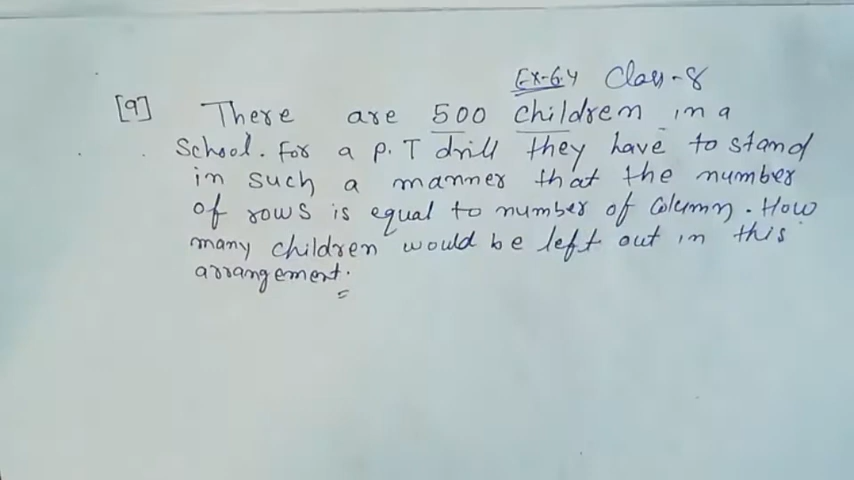 Ex-6.4 Class-8
[9] There are 500 children in a
School. For a P.T drill they have to stand
in such a manner that the number
of rows is equal to number of Column. How
many children would be left out in this
arrangement.